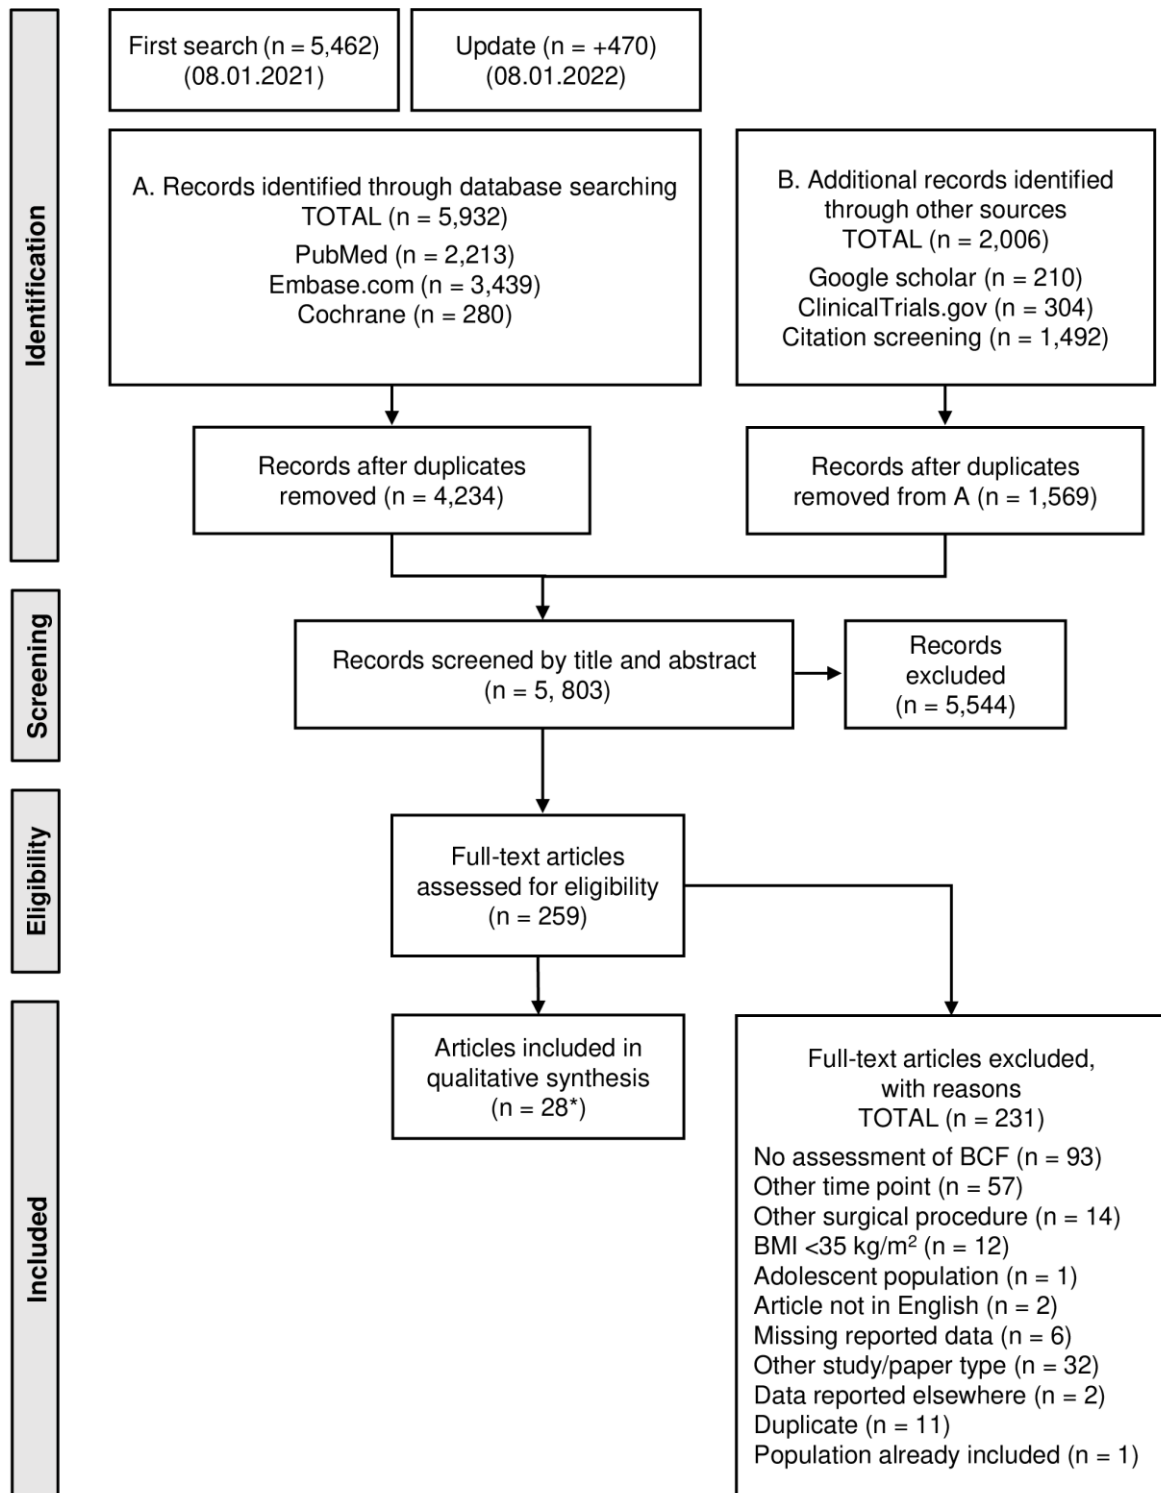 First search (n = 5,462)
(08.01.2021)
Update (n = +470)
(08.01.2022)
Identification
A. Records identified through database searching
TOTAL (n = 5,932)
PubMed (n = 2,213)
Embase.com (n = 3,439)
Cochrane (n = 280)
B. Additional records identified
through other sources
TOTAL (n = 2,006)
Google scholar (n = 210)
ClinicalTrials.gov (n = 304)
Citation screening (n = 1,492)
Records after duplicates
removed (n = 4,234)
Records after duplicates
removed from A (n = 1,569)
Screening
Records screened by title and abstract
(n = 5, 803)
Records
excluded
(n = 5,544)
Eligibility
Full-text articles
assessed for eligibility
(n = 259)
Included
Articles included in
qualitative synthesis
(n = 28*)
Full-text articles excluded,
with reasons
TOTAL (n = 231)
No assessment of BCF (n = 93)
Other time point (n = 57)
Other surgical procedure (n = 14)
BMI <35 kg/m² (n = 12)
Adolescent population (n = 1)
Article not in English (n = 2)
Missing reported data (n = 6)
Other study/paper type (n = 32)
Data reported elsewhere (n = 2)
Duplicate (n = 11)
Population already included (n = 1)